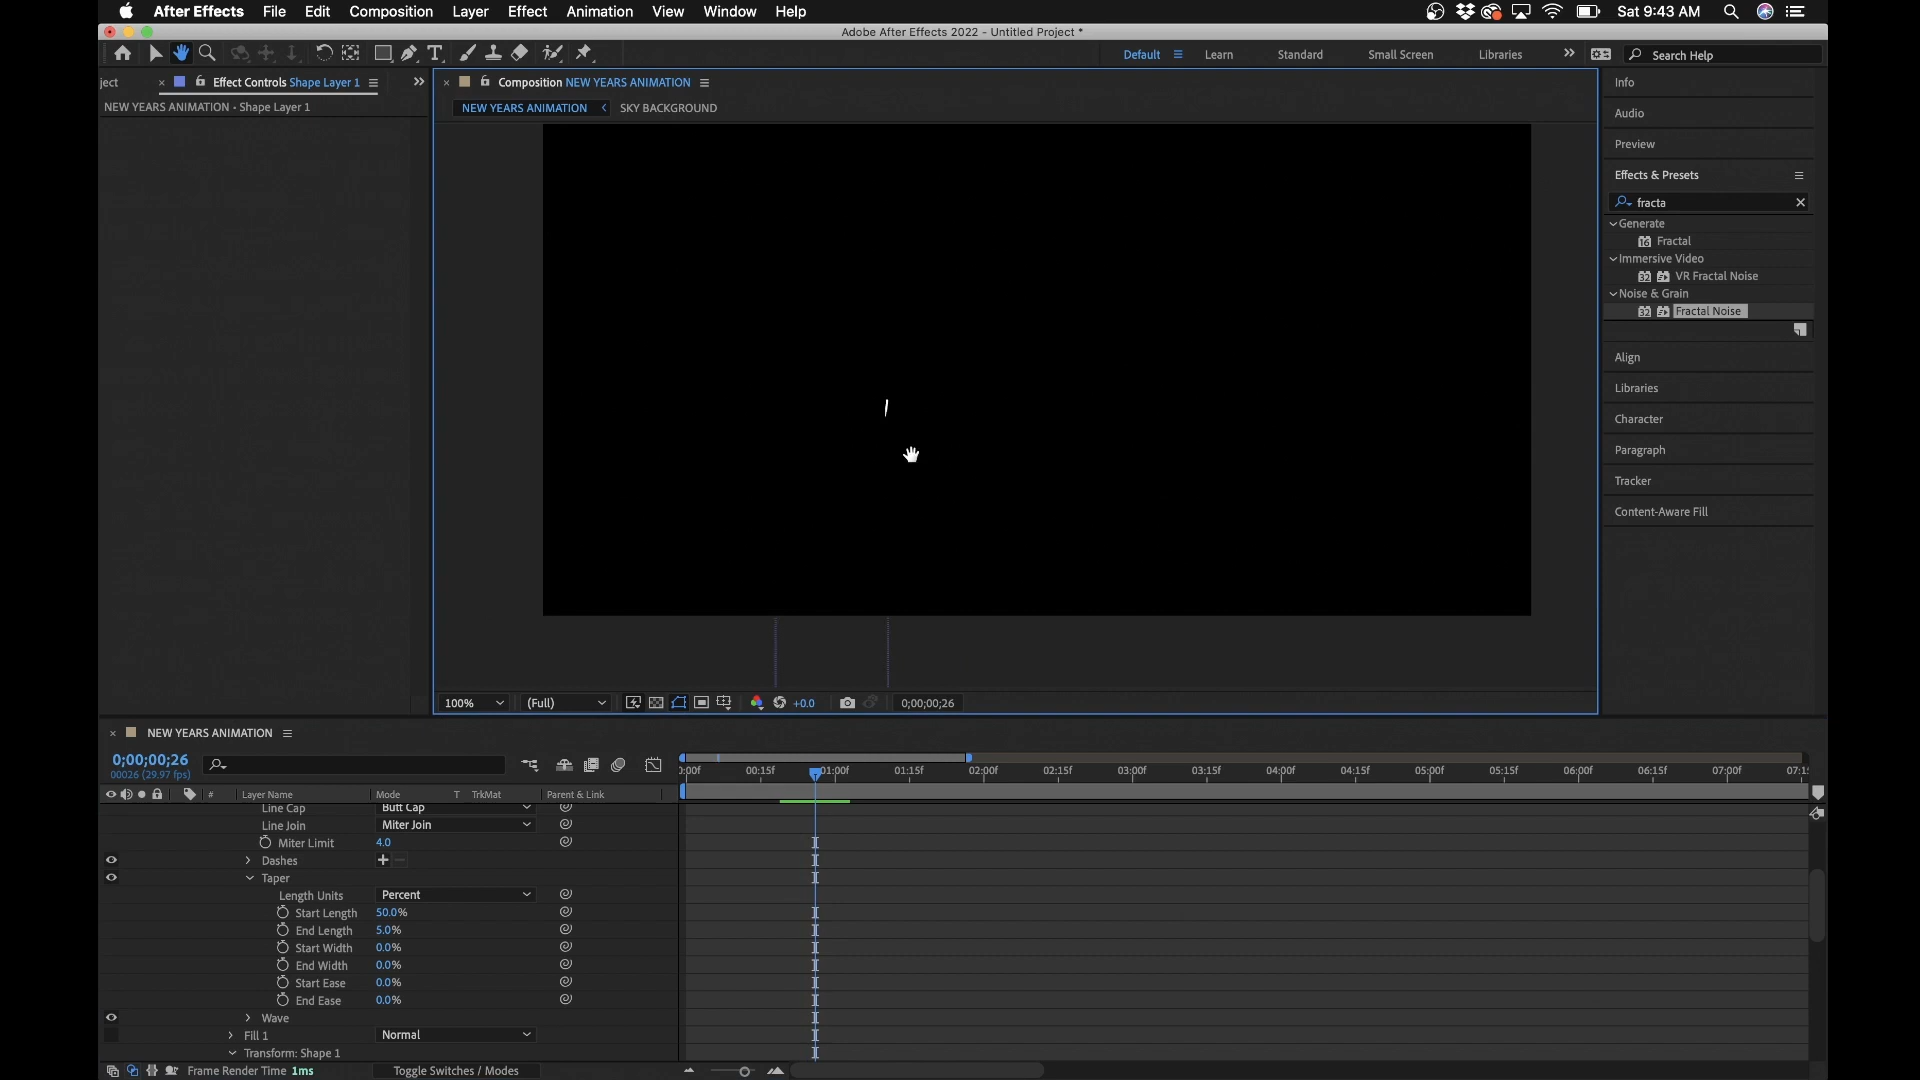 After Effects File Edit Composition Layer Effect Animation View Window Help Sat 9:43 AM
Adobe After Effects 2022 - Untitled Project *
Default Learn Standard Small Screen Libraries Search Help
ject Effect Controls Shape Layer 1
NEW YEARS ANIMATION • Shape Layer 1
Composition NEW YEARS ANIMATION
NEW YEARS ANIMATION SKY BACKGROUND
Info
Audio
Preview
Effects & Presets
fracta
Generate
16 Fractal
Immersive Video
32 VR Fractal Noise
Noise & Grain
32 Fractal Noise
Align
Libraries
Character
Paragraph
Tracker
Content-Aware Fill
100% (Full) +0.0 0;00;00;26
NEW YEARS ANIMATION
0;00;00;26
00026 (29.97 fps)
0:00f 00:15f 01:00f 01:15f 02:00f 02:15f 03:00f 03:15f 04:00f 04:15f 05:00f 05:15f 06:00f 06:15f 07:00f 07:15
# Layer Name Mode T TrkMat Parent & Link
Line Cap Butt Cap
Line Join Miter Join
Miter Limit 4.0
Dashes + −
Taper
Length Units Percent
Start Length 50.0%
End Length 5.0%
Start Width 0.0%
End Width 0.0%
Start Ease 0.0%
End Ease 0.0%
Wave
Fill 1 Normal
Transform: Shape 1
Frame Render Time 1ms Toggle Switches / Modes